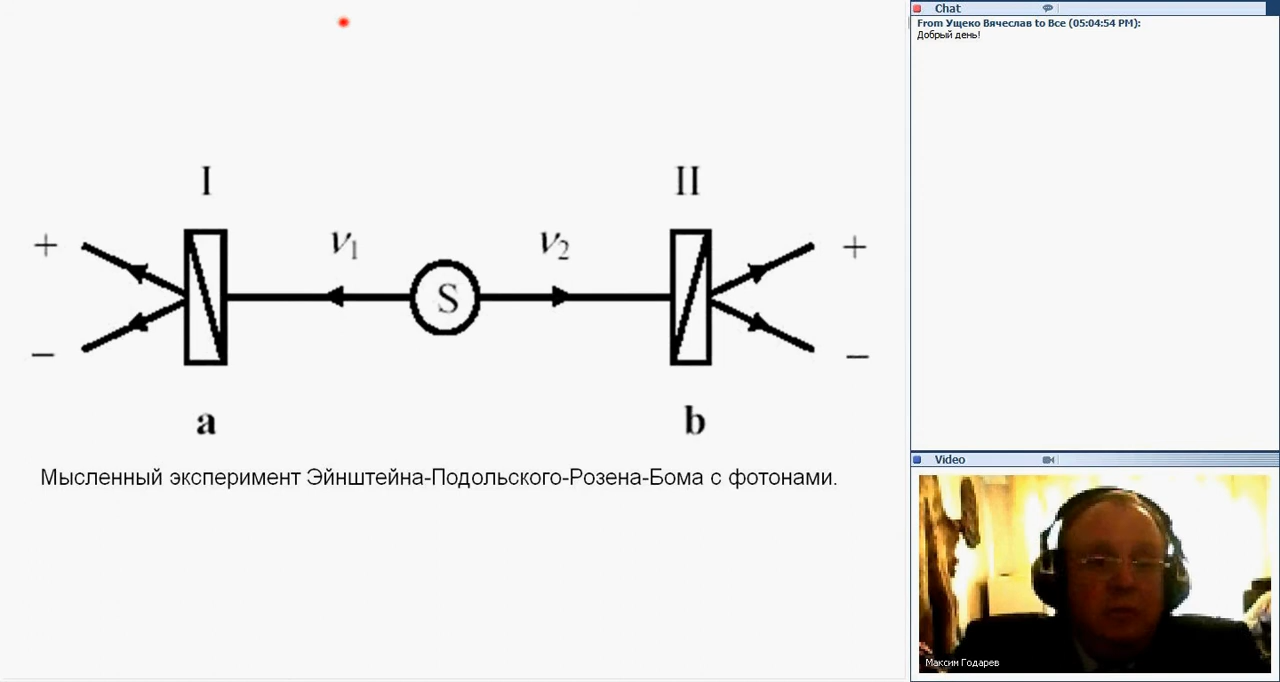 I
II
+
ν1
S
ν2
+
–
–
a
b
Мысленный эксперимент Эйнштейна-Подольского-Розена-Бома с фотонами.
Chat
From Ущеко Вячеслав to Все (05:04:54 PM):
Добрый день!
Video
Максим Годарев